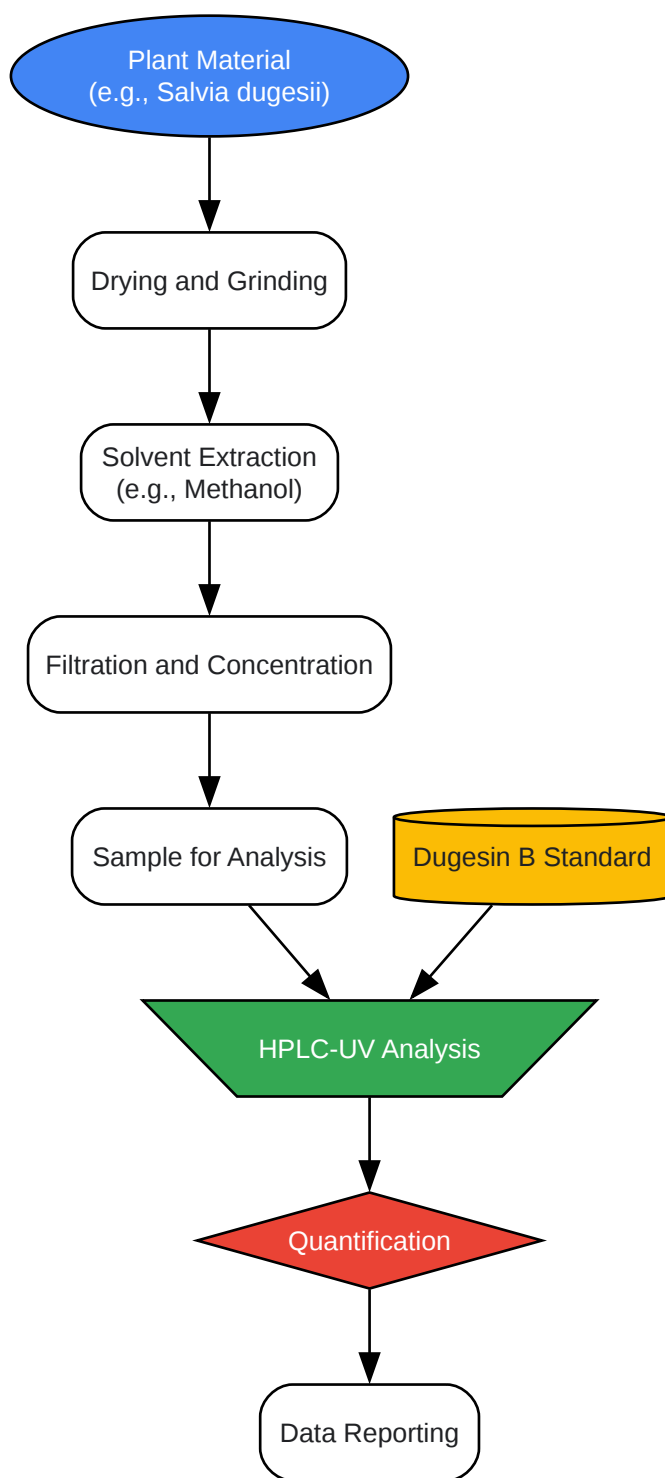 Plant Material
(e.g., Salvia dugesii)
Drying and Grinding
Solvent Extraction
(e.g., Methanol)
Filtration and Concentration
Sample for Analysis
Dugesin B Standard
HPLC-UV Analysis
Quantification
Data Reporting